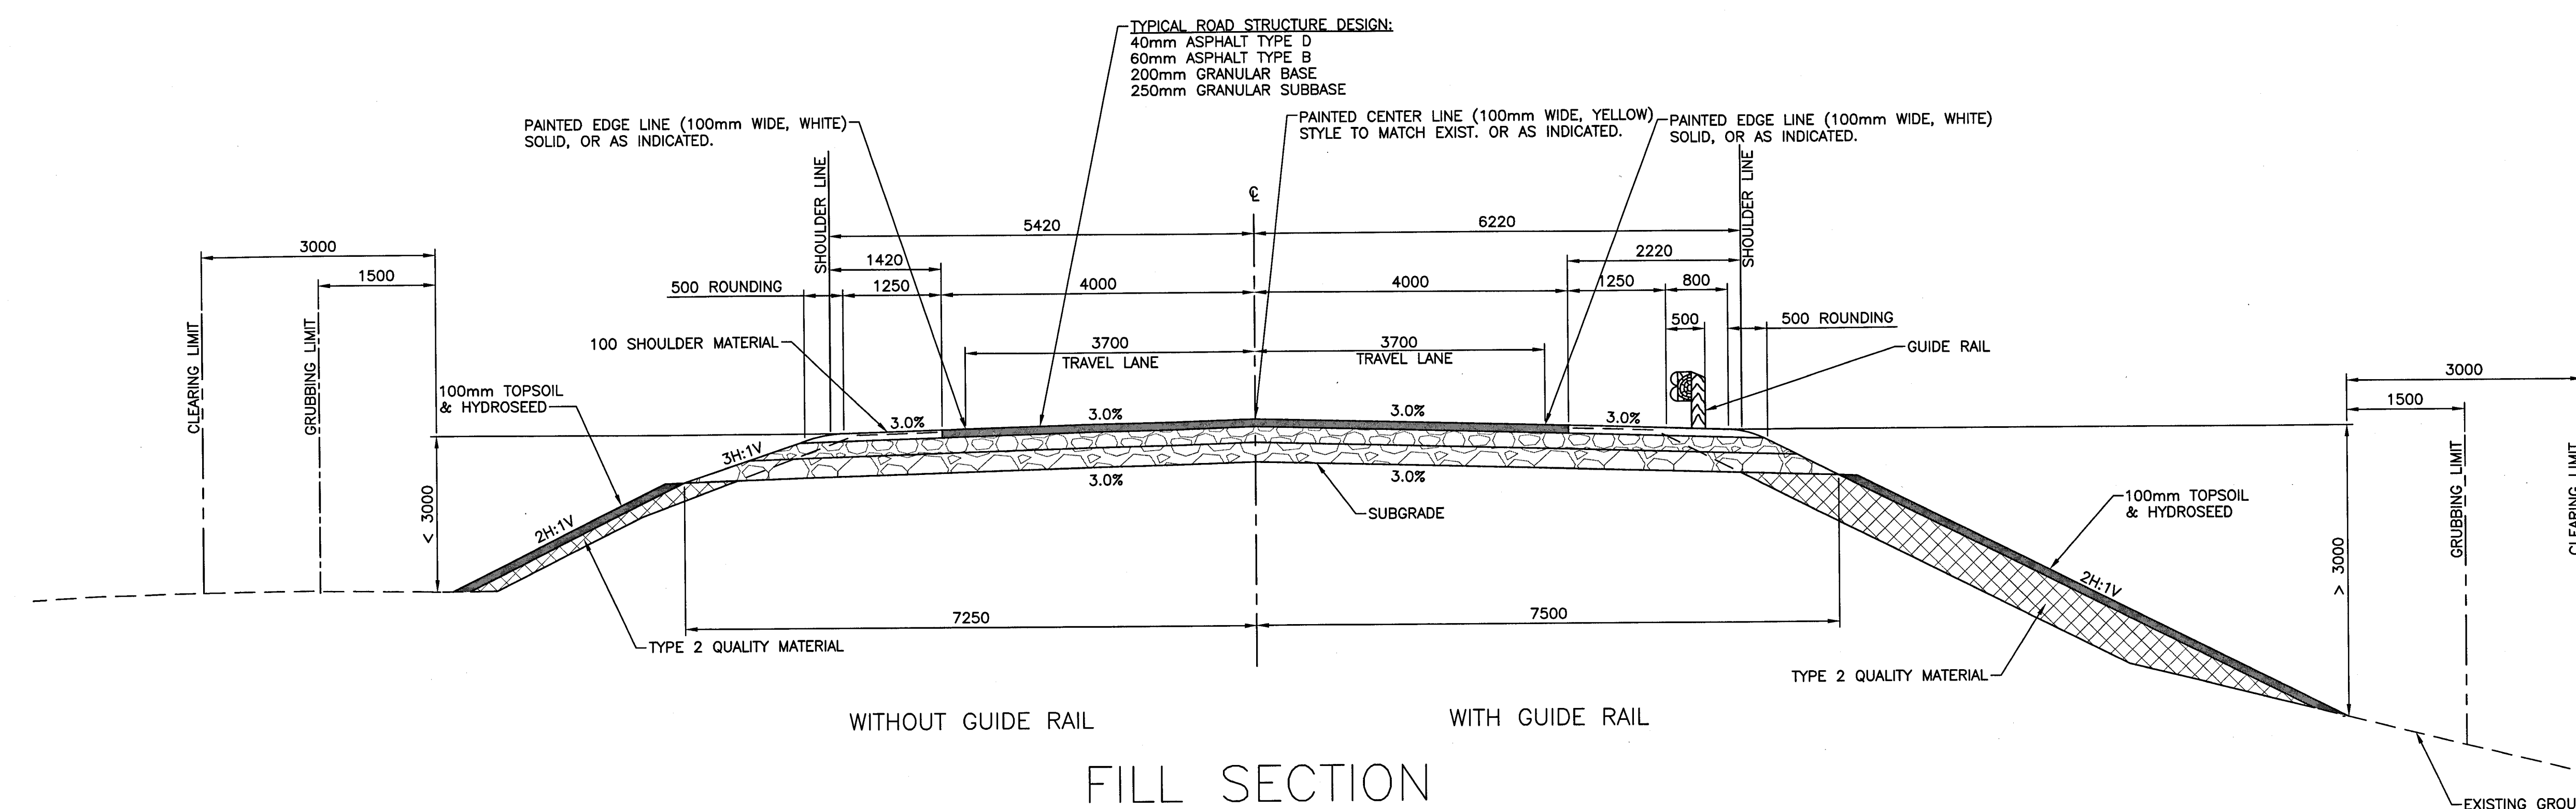 TYPICAL ROAD STRUCTURE DESIGN:
40mm ASPHALT TYPE D
60mm ASPHALT TYPE B
200mm GRANULAR BASE
250mm GRANULAR SUBBASE
PAINTED EDGE LINE (100mm WIDE, WHITE)
SOLID, OR AS INDICATED.
PAINTED CENTER LINE (100mm WIDE, YELLOW)
STYLE TO MATCH EXIST. OR AS INDICATED.
PAINTED EDGE LINE (100mm WIDE, WHITE)
SOLID, OR AS INDICATED.
SHOULDER LINE
SHOULDER LINE
℄
5420
6220
3000
1500
1420
2220
500 ROUNDING
1250
4000
4000
1250
800
500
500 ROUNDING
100 SHOULDER MATERIAL
3700
TRAVEL LANE
3700
TRAVEL LANE
GUIDE RAIL
CLEARING LIMIT
GRUBBING LIMIT
100mm TOPSOIL
& HYDROSEED
3000
1500
3.0%
3.0%
3.0%
3.0%
3H:1V
2H:1V
< 3000
3.0%
3.0%
SUBGRADE
100mm TOPSOIL
& HYDROSEED
2H:1V
> 3000
GRUBBING LIMIT
CLEARING LIMIT
7250
7500
TYPE 2 QUALITY MATERIAL
TYPE 2 QUALITY MATERIAL
WITHOUT GUIDE RAIL
WITH GUIDE RAIL
FILL SECTION
EXISTING GROU